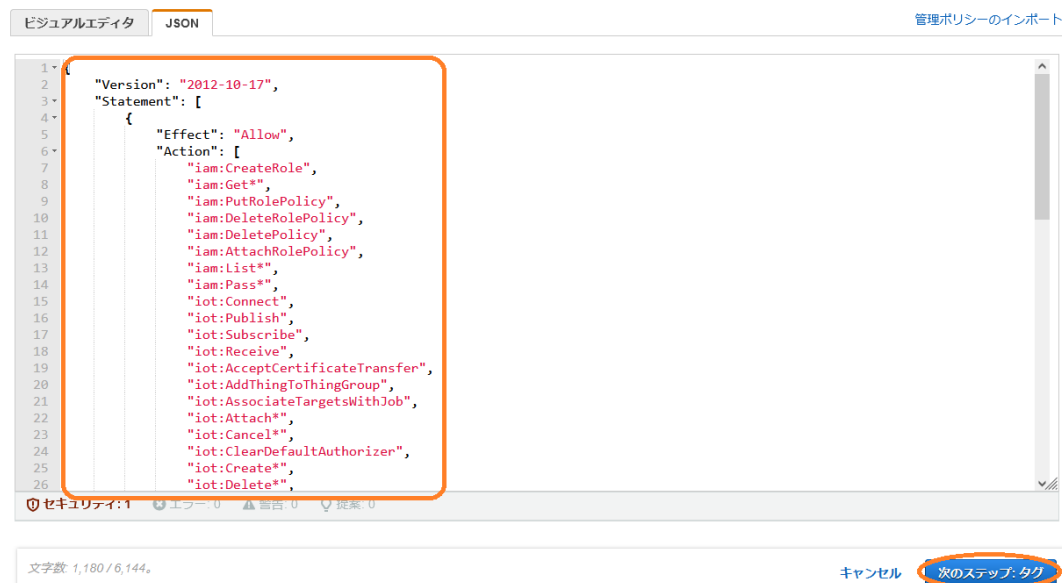 ビジュアルエディタ JSON 管理ポリシーのインポート
1 {
2 "Version": "2012-10-17",
3 "Statement": [
4 {
5 "Effect": "Allow",
6 "Action": [
7 "iam:CreateRole",
8 "iam:Get*",
9 "iam:PutRolePolicy",
10 "iam:DeleteRolePolicy",
11 "iam:DeletePolicy",
12 "iam:AttachRolePolicy",
13 "iam:List*",
14 "iam:Pass*",
15 "iot:Connect",
16 "iot:Publish",
17 "iot:Subscribe",
18 "iot:Receive",
19 "iot:AcceptCertificateTransfer",
20 "iot:AddThingToThingGroup",
21 "iot:AssociateTargetsWithJob",
22 "iot:Attach*",
23 "iot:Cancel*",
24 "iot:ClearDefaultAuthorizer",
25 "iot:Create*",
26 "iot:Delete*",
セキュリティ: 1 エラー: 0 警告: 0 提案: 0
文字数: 1,180 / 6,144。 キャンセル 次のステップ: タグ